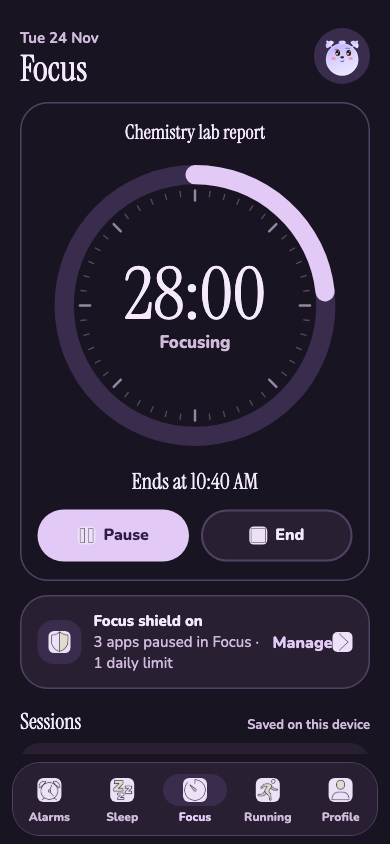 Tue 24 Nov
Focus
Chemistry lab report
28:00
Focusing
Ends at 10:40 AM
Pause
End
Focus shield on
3 apps paused in Focus ·
1 daily limit
Manage
Sessions
Saved on this device
Alarms
Sleep
Focus
Running
Profile